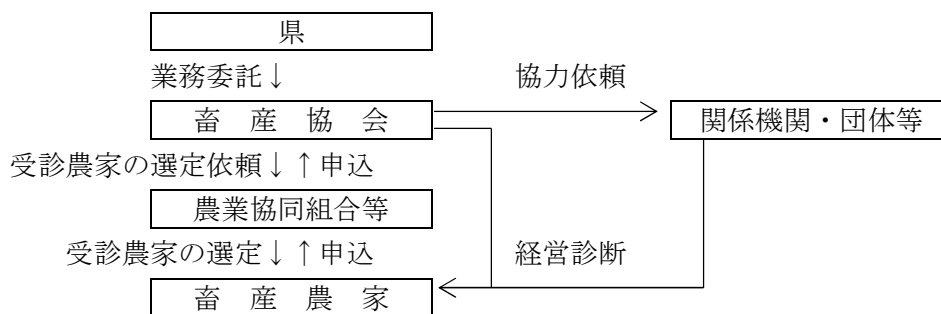 県
業務委託↓ 協力依頼
畜産協会 関係機関・団体等
受診農家の選定依頼↓↑申込
農業協同組合等
受診農家の選定↓↑申込 経営診断
畜産農家